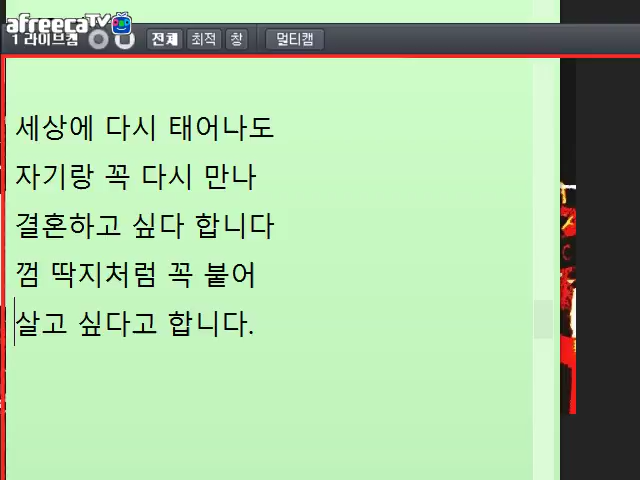 afreecaTV
1 라이브캠 전체 최적 창 멀티캠
세상에 다시 태어나도
자기랑 꼭 다시 만나
결혼하고 싶다 합니다
껌 딱지처럼 꼭 붙어
살고 싶다고 합니다.